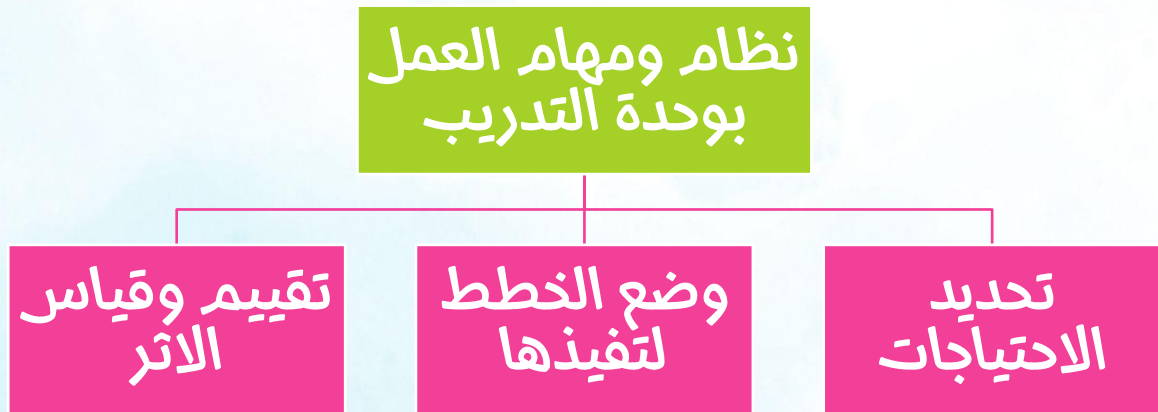 نظام ومهام العمل
بوحدة التدريب
تحديد
الاحتياجات
وضع الخطط
لتفيذها
تقييم وقياس
الاثر